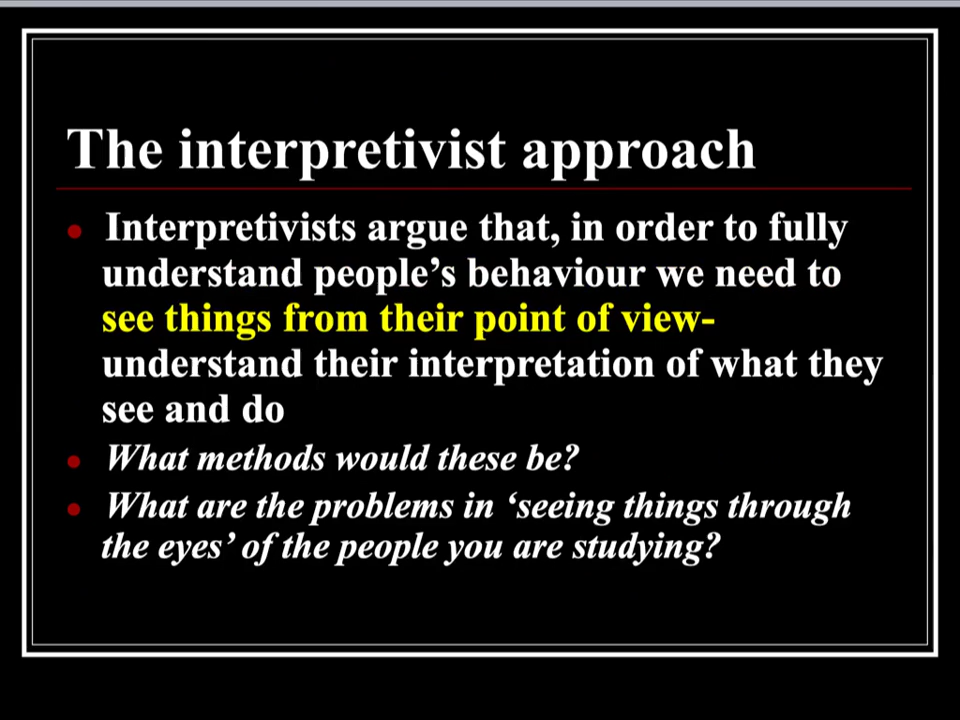 The interpretivist approach
Interpretivists argue that, in order to fully
understand people’s behaviour we need to
see things from their point of view-
understand their interpretation of what they
see and do
What methods would these be?
What are the problems in ‘seeing things through
the eyes’ of the people you are studying?